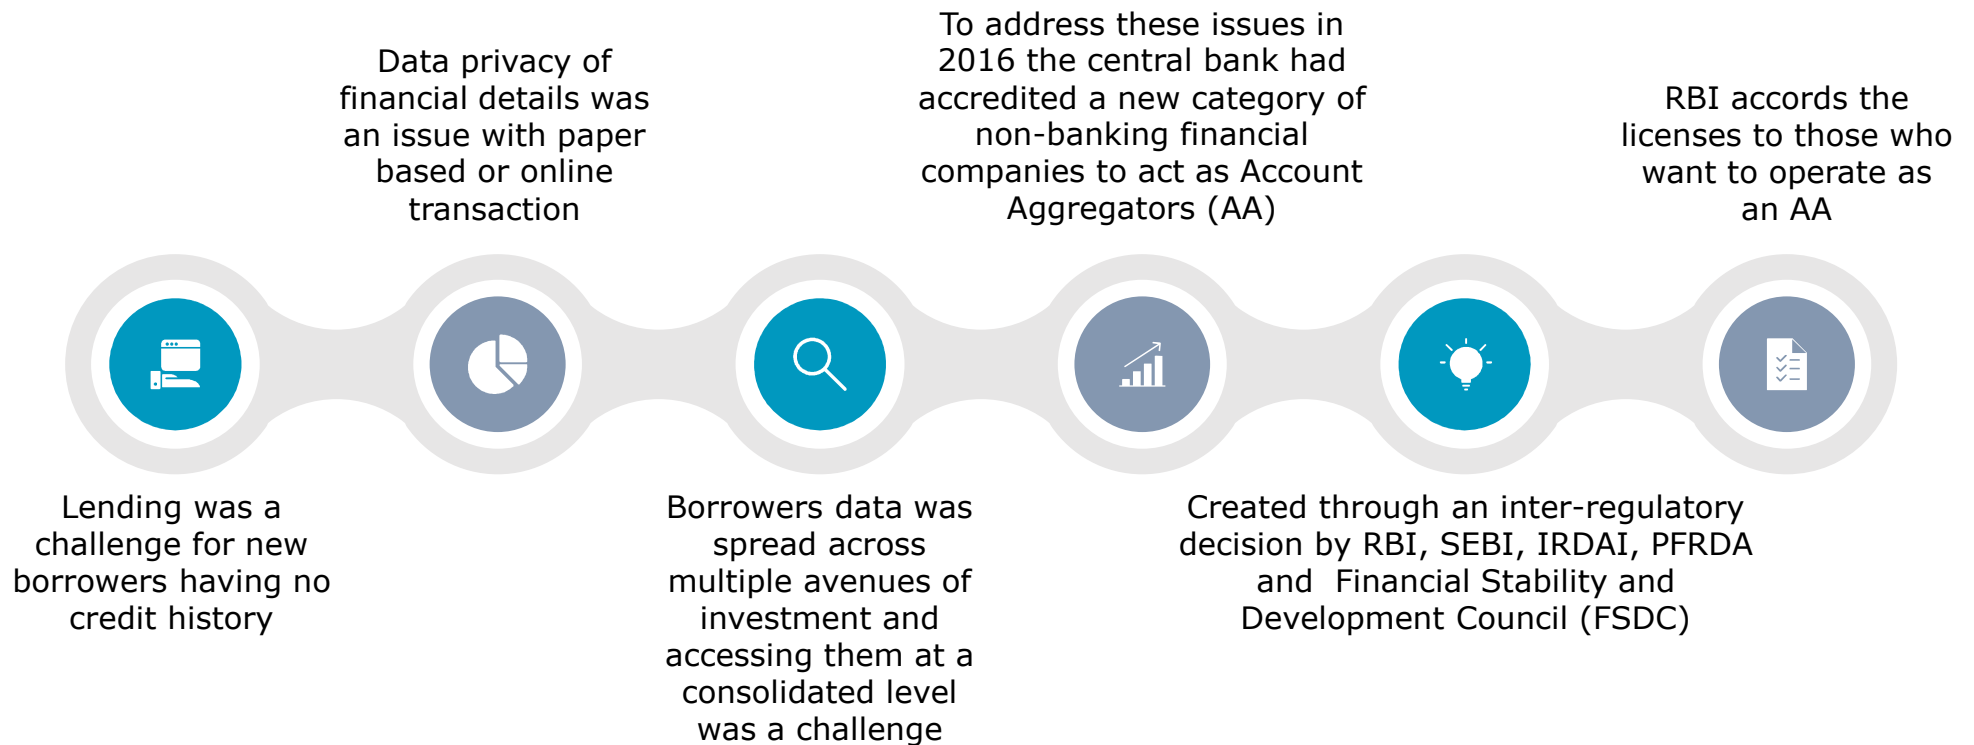 Lending was a
challenge for new
borrowers having no
credit history
Data privacy of
financial details was
an issue with paper
based or online
transaction
Borrowers data was
spread across
multiple avenues of
investment and
accessing them at a
consolidated level
was a challenge
To address these issues in
2016 the central bank had
accredited a new category of
non-banking financial
companies to act as Account
Aggregators (AA)
Created through an inter-regulatory
decision by RBI, SEBI, IRDAI, PFRDA
and  Financial Stability and
Development Council (FSDC)
RBI accords the
licenses to those who
want to operate as
an AA